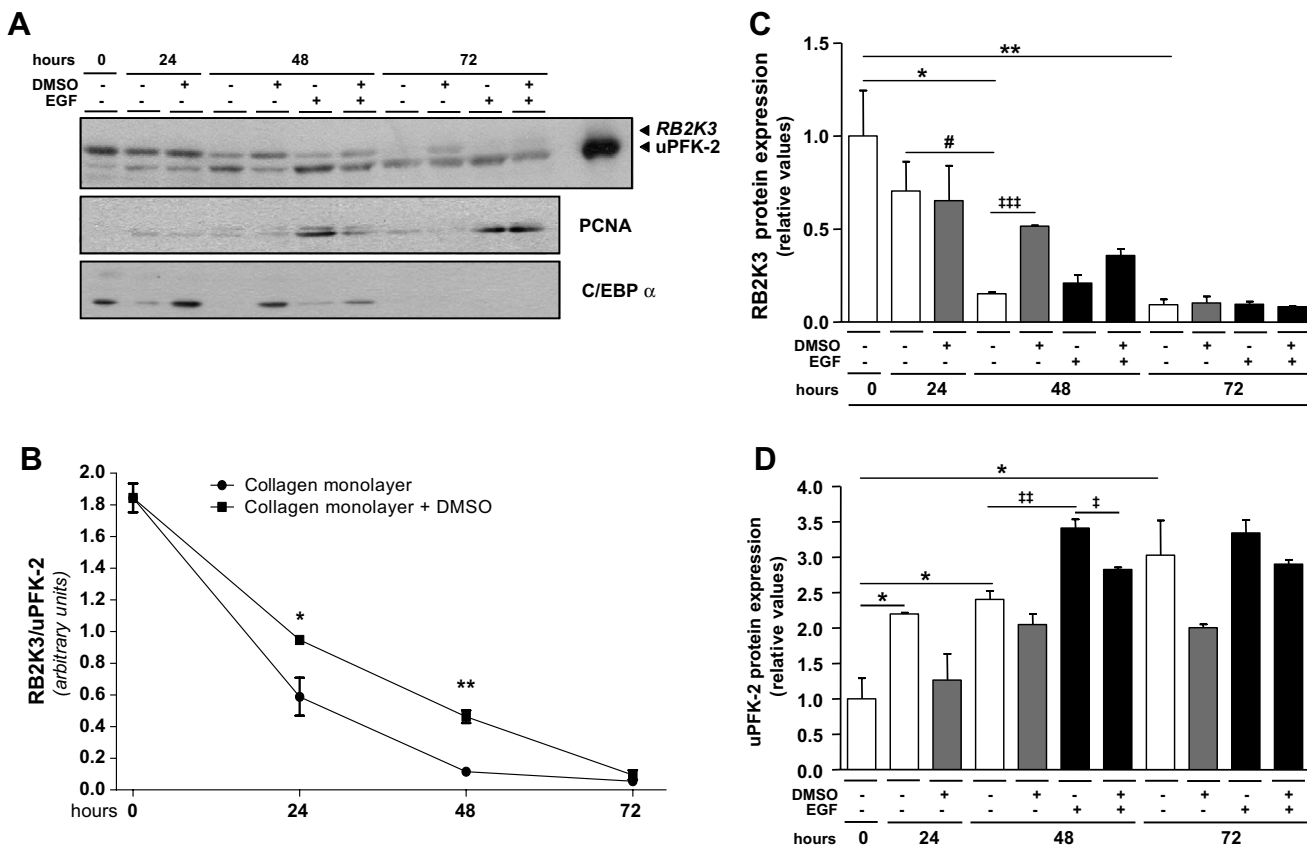 A
hours 0 24 48 72
DMSO - - + - + - + - + - +
EGF - - - - - + + - - + +
RB2K3
uPFK-2
PCNA
C/EBP α
B
RB2K3/uPFK-2
(arbitrary units)
2.0
1.8
1.6
1.4
1.2
1.0
0.8
0.6
0.4
0.2
0.0
Collagen monolayer
Collagen monolayer + DMSO
*
**
hours 0 24 48 72
C
RB2K3 protein expression
(relative values)
1.5
1.0
0.5
0.0
**
*
#
‡‡‡
DMSO - - + - + - + - + - +
EGF - - - - - + + - - + +
hours 0 24 48 72
D
uPFK-2 protein expression
(relative values)
4.0
3.5
3.0
2.5
2.0
1.5
1.0
0.5
0.0
*
‡‡
‡
*
*
DMSO - - + - + - + - + - +
EGF - - - - - + + - - + +
hours 0 24 48 72